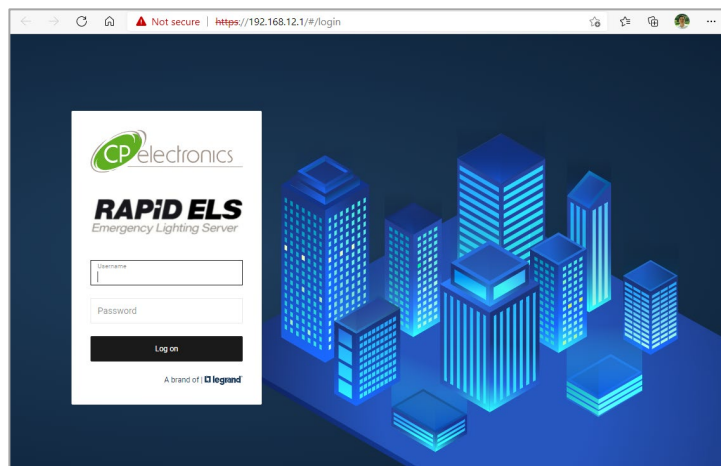 Not secure | https://192.168.12.1/#/login
CP electronics
RAPiD ELS
Emergency Lighting Server
Username
Password
Log on
A brand of | legrand